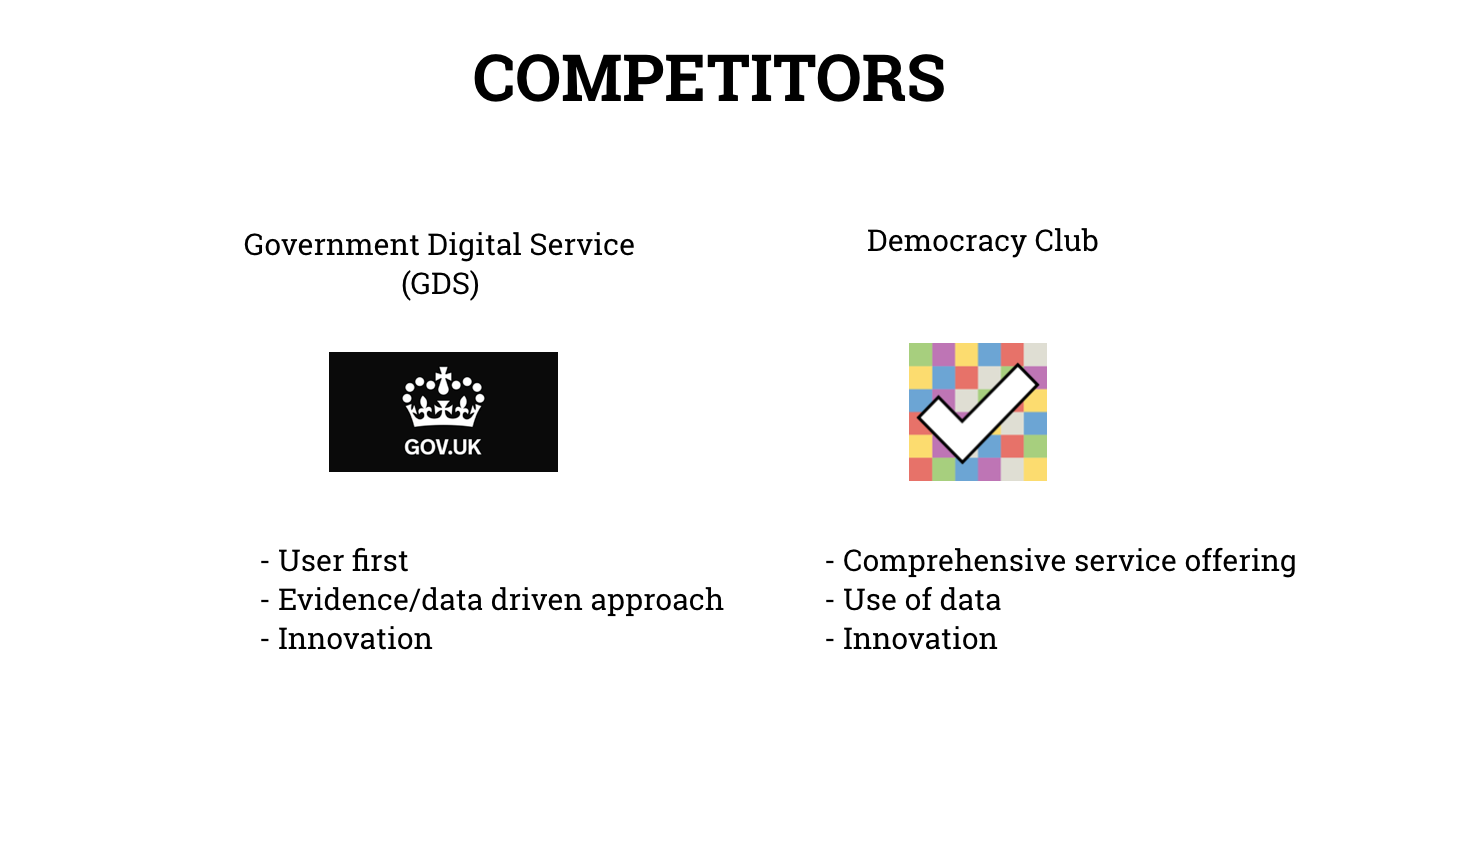 COMPETITORS
Government Digital Service
(GDS)
GOV.UK
- User first
- Evidence/data driven approach
- Innovation
Democracy Club
- Comprehensive service offering
- Use of data
- Innovation